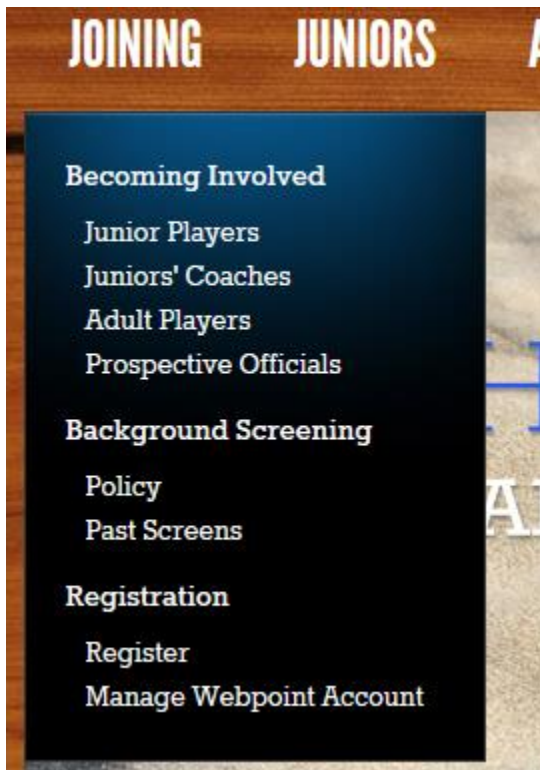 JOINING JUNIORS
Becoming Involved
Junior Players
Juniors' Coaches
Adult Players
Prospective Officials
Background Screening
Policy
Past Screens
Registration
Register
Manage Webpoint Account